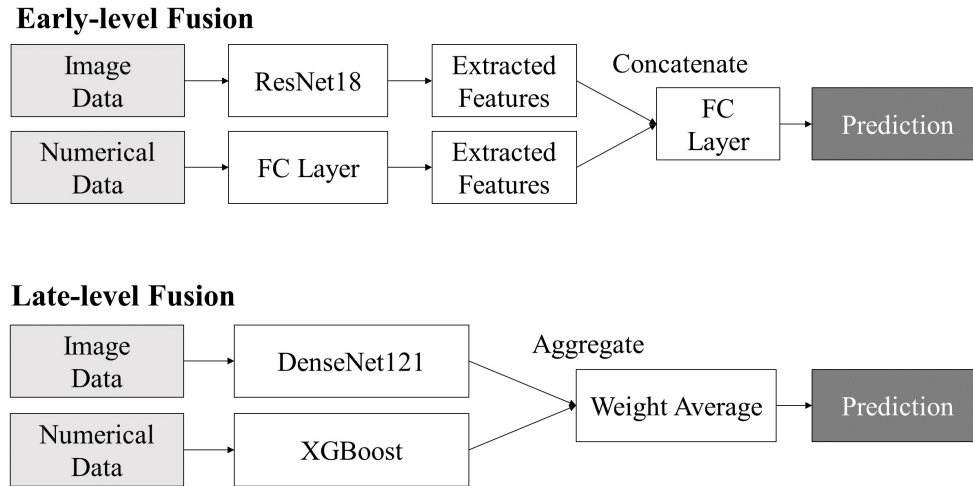 Early-level Fusion
Image
Data
ResNet18
Extracted
Features
Concatenate
FC
Layer
Prediction
Numerical
Data
FC Layer
Extracted
Features
Late-level Fusion
Image
Data
DenseNet121
Aggregate
Weight Average
Prediction
Numerical
Data
XGBoost